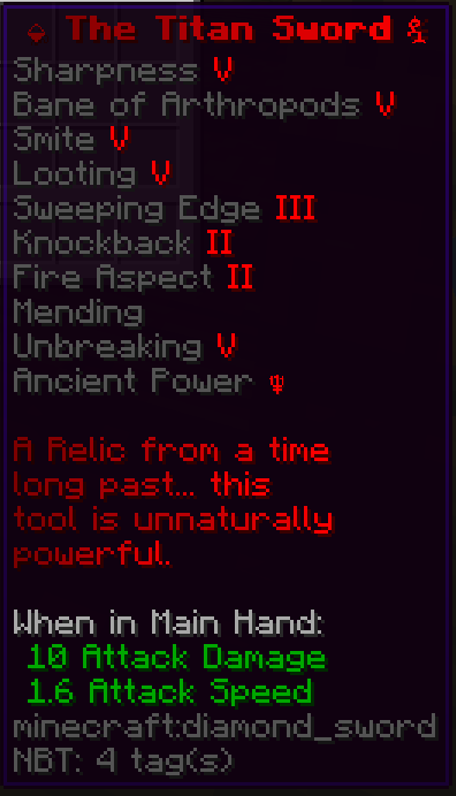 The Titan Sword
Sharpness V
Bane of Arthropods V
Smite V
Looting V
Sweeping Edge III
Knockback II
Fire Aspect II
Mending
Unbreaking V
Ancient Power ♆
A Relic from a time
long past... this
tool is unnaturally
powerful.
When in Main Hand:
10 Attack Damage
1.6 Attack Speed
minecraft:diamond_sword
NBT: 4 tag(s)